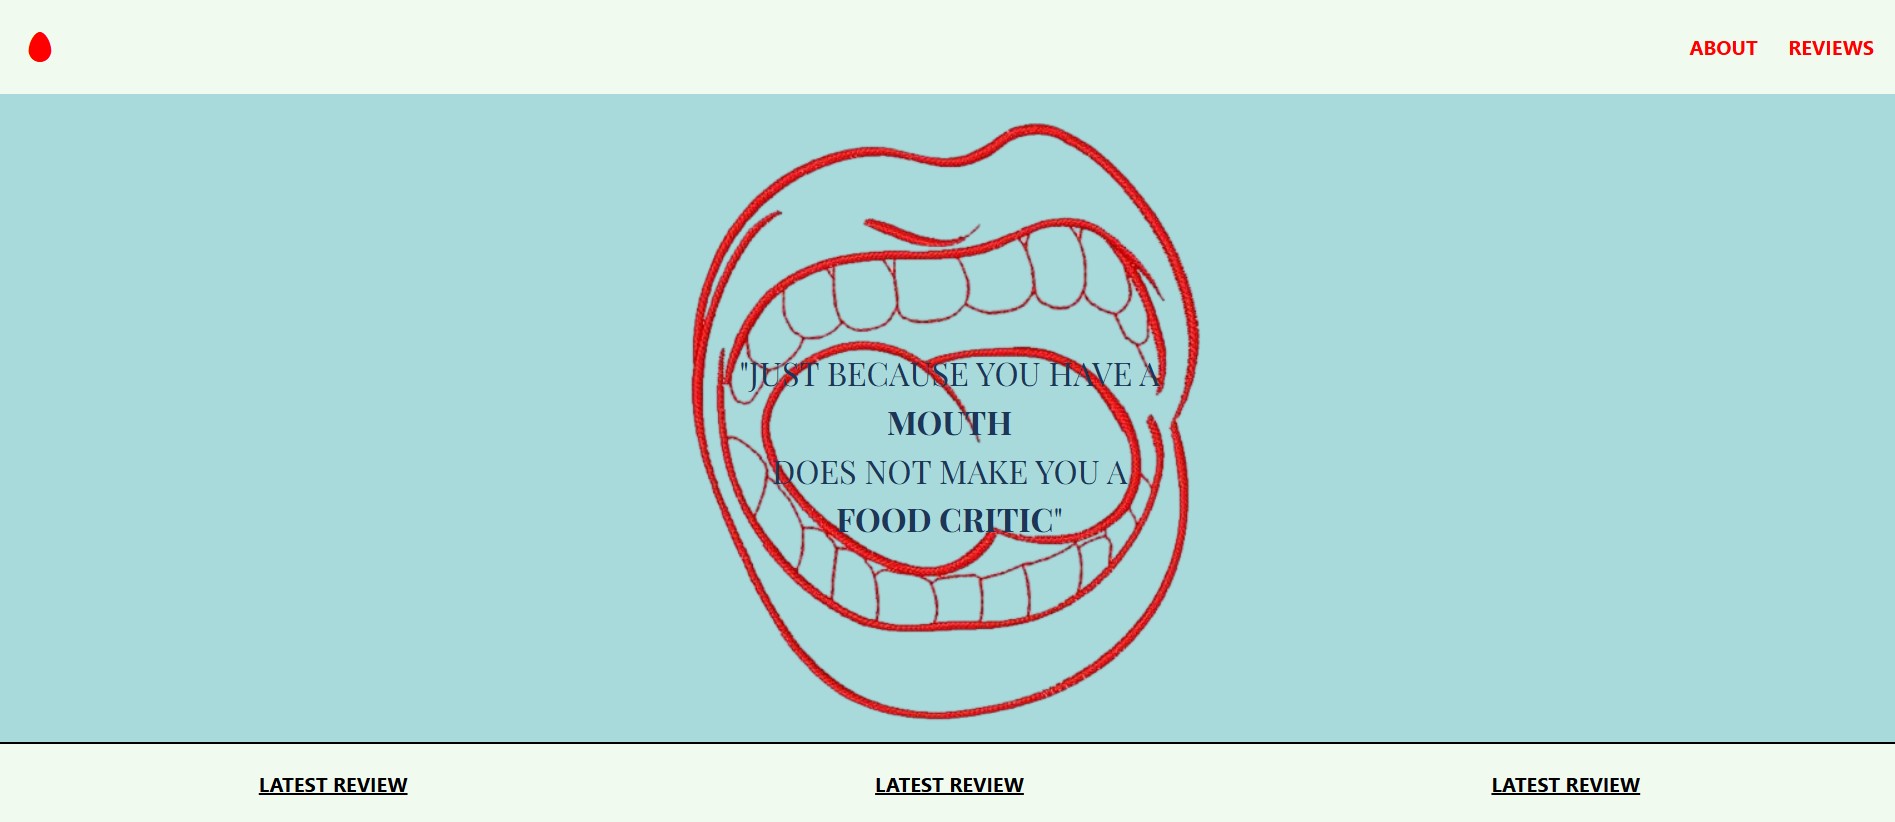 ABOUT REVIEWS
"JUST BECAUSE YOU HAVE A
MOUTH
DOES NOT MAKE YOU A
FOOD CRITIC"
LATEST REVIEW LATEST REVIEW LATEST REVIEW